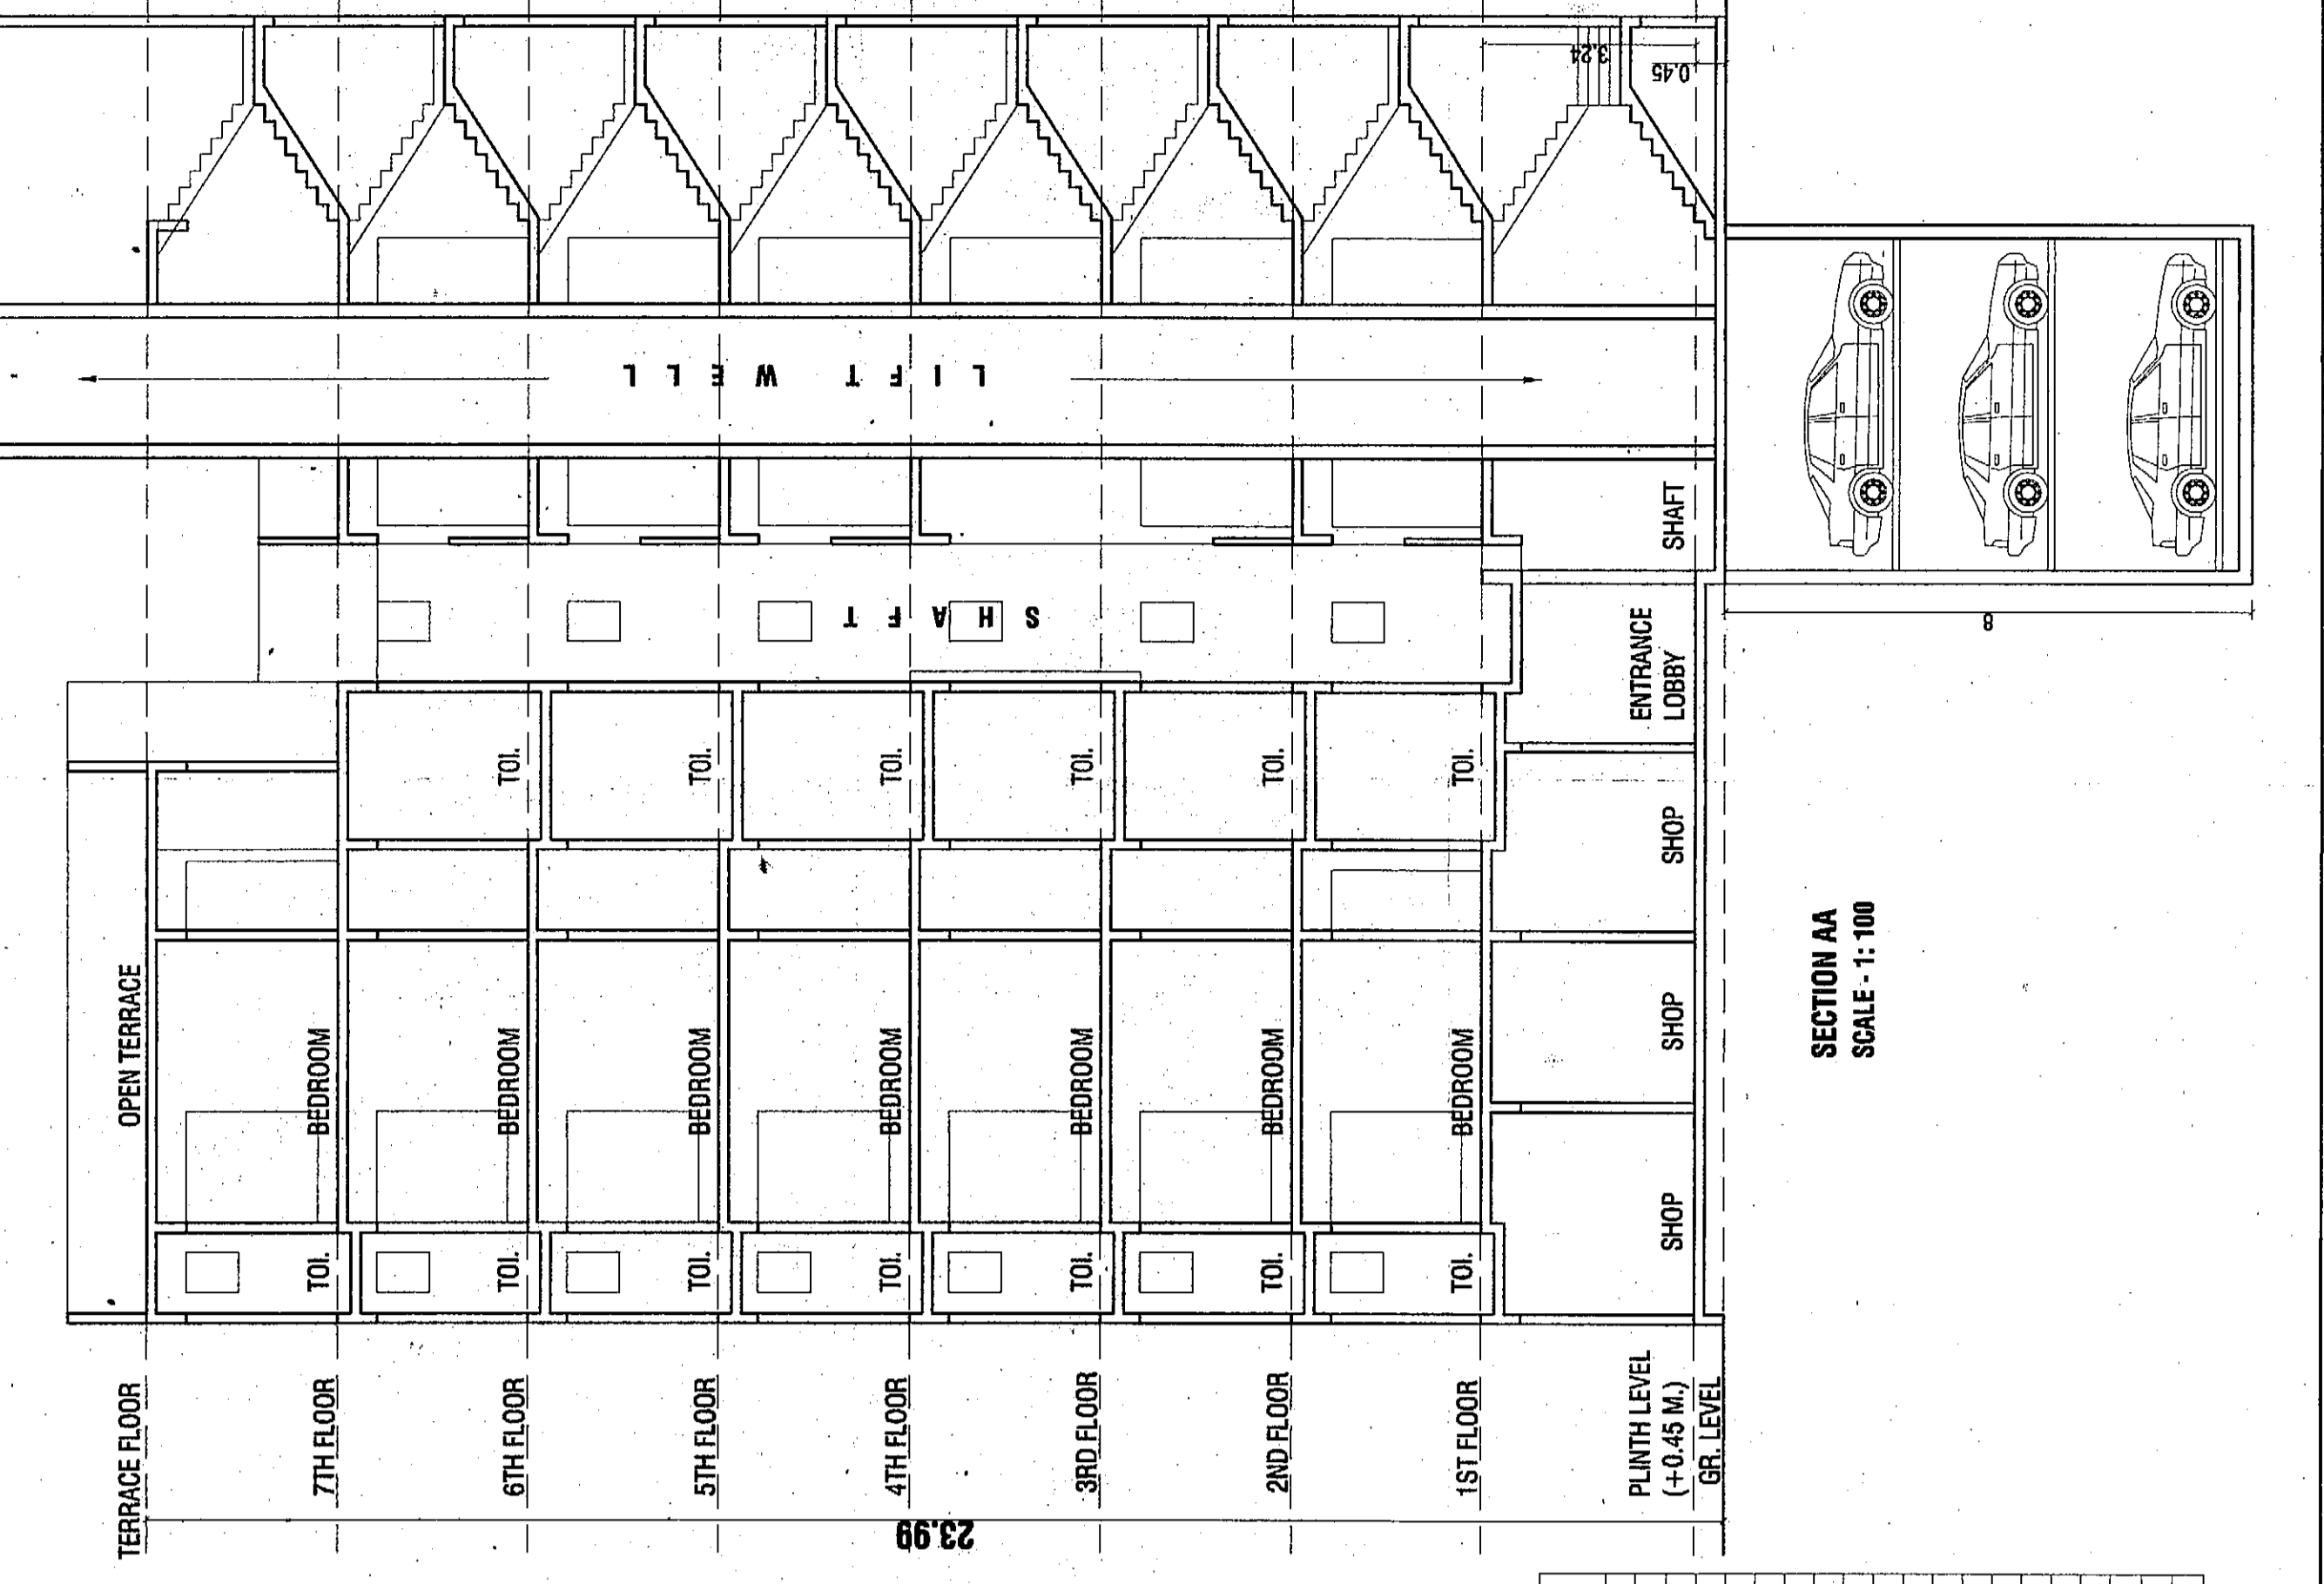 TERRACE FLOOR
7TH FLOOR
6TH FLOOR
5TH FLOOR
4TH FLOOR
3RD FLOOR
2ND FLOOR
1ST FLOOR
PLINTH LEVEL
(+0.45 M.)
GR. LEVEL
23.99
OPEN TERRACE
TOI.
BEDROOM
TOI.
BEDROOM
TOI.
TOI.
BEDROOM
TOI.
TOI.
BEDROOM
TOI.
TOI.
BEDROOM
TOI.
TOI.
BEDROOM
TOI.
TOI.
BEDROOM
TOI.
SHOP
SHOP
SHOP
ENTRANCE
LOBBY
SHAFT
SHAFT
LIFT WELL
3.24
0.45
8
SECTION AA
SCALE - 1: 100